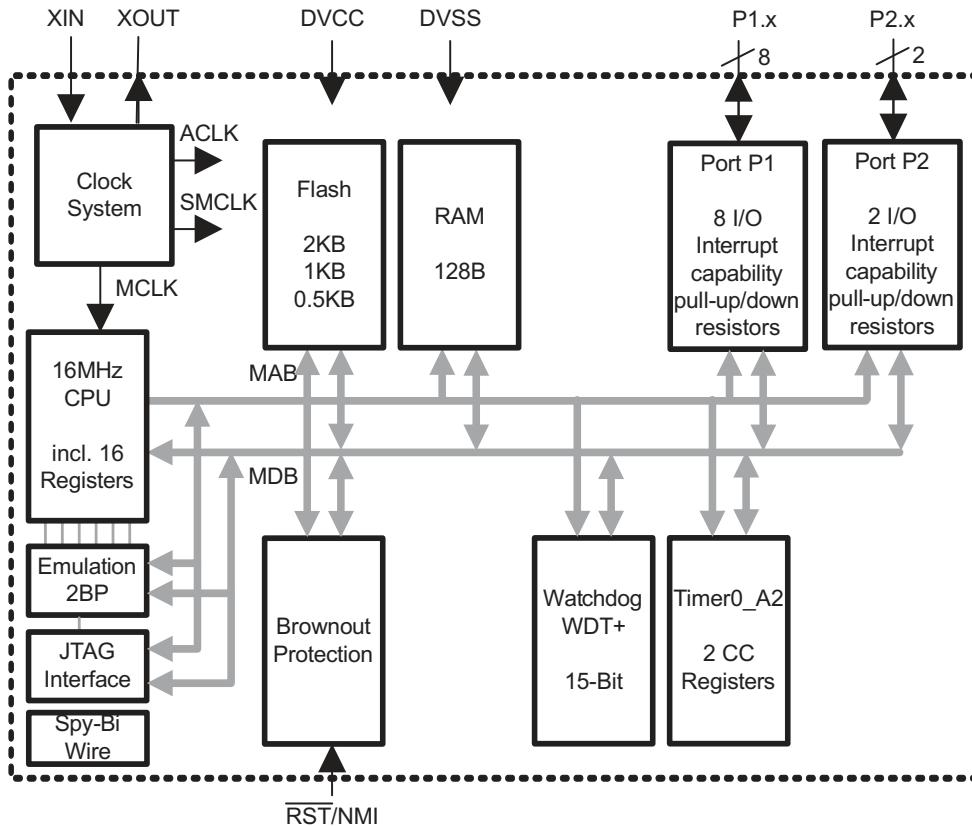 XIN XOUT DVCC DVSS P1.x P2.x
8 2
ACLK
Clock
System
SMCLK
MCLK
Flash
2KB
1KB
0.5KB
RAM
128B
Port P1
8 I/O
Interrupt
capability
pull-up/down
resistors
Port P2
2 I/O
Interrupt
capability
pull-up/down
resistors
16MHz
CPU
incl. 16
Registers
MAB
MDB
Emulation
2BP
JTAG
Interface
Spy-Bi
Wire
Brownout
Protection
Watchdog
WDT+
15-Bit
Timer0_A2
2 CC
Registers
R̅S̅T̅/NMI